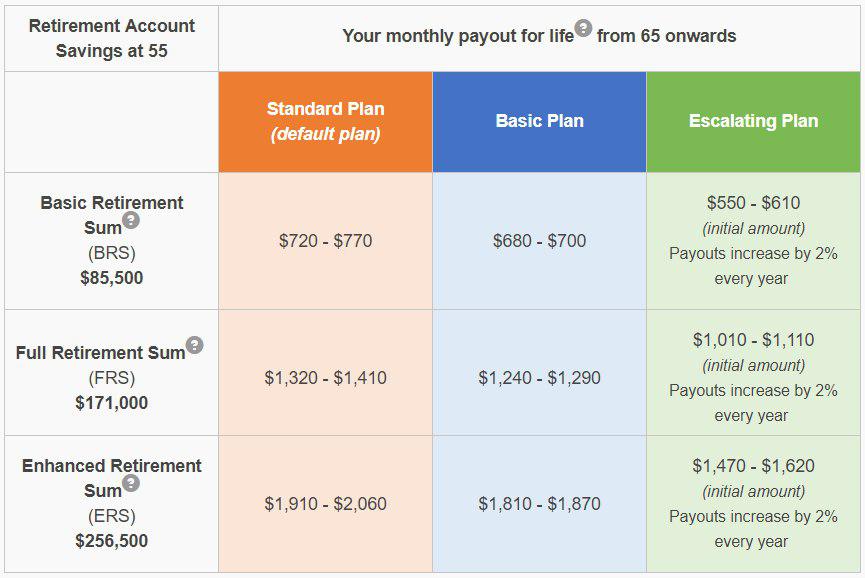 Retirement Account
Savings at 55
Your monthly payout for life? from 65 onwards
Standard Plan
(default plan)
Basic Plan
Escalating Plan
Basic Retirement
Sum?
(BRS)
$85,500
$720 - $770
$680 - $700
$550 - $610
(initial amount)
Payouts increase by 2%
every year
Full Retirement Sum?
(FRS)
$171,000
$1,320 - $1,410
$1,240 - $1,290
$1,010 - $1,110
(initial amount)
Payouts increase by 2%
every year
Enhanced Retirement
Sum?
(ERS)
$256,500
$1,910 - $2,060
$1,810 - $1,870
$1,470 - $1,620
(initial amount)
Payouts increase by 2%
every year